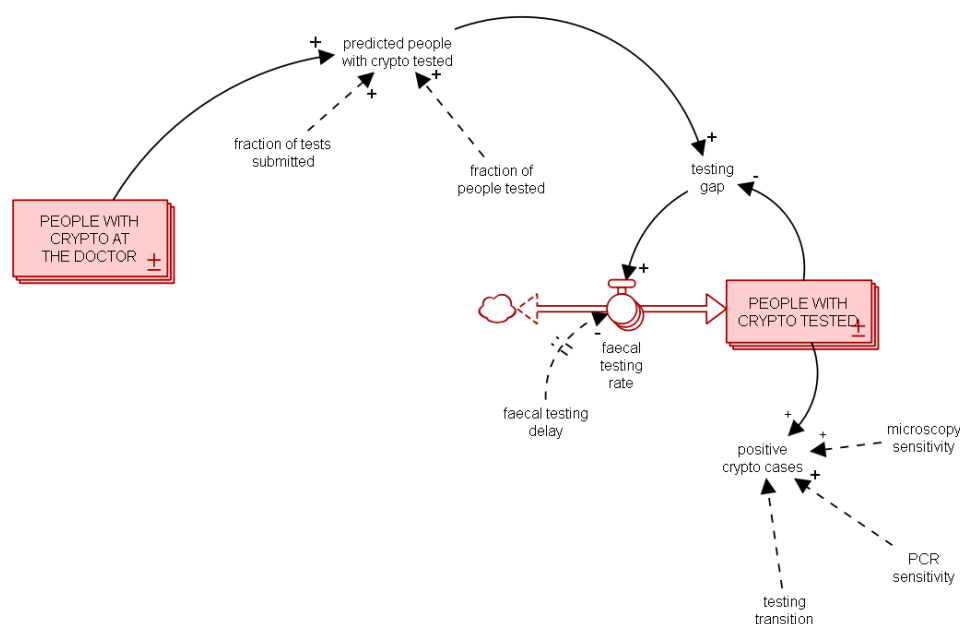 predicted people
with crypto tested
+
+
+
fraction of tests
submitted
fraction of
people tested
+
testing
gap
-
PEOPLE WITH
CRYPTO AT
THE DOCTOR
±
+
PEOPLE WITH
CRYPTO TESTED
±
-
faecal
testing
rate
faecal testing
delay
+
+
microscopy
sensitivity
positive
crypto cases
+
PCR
sensitivity
testing
transition